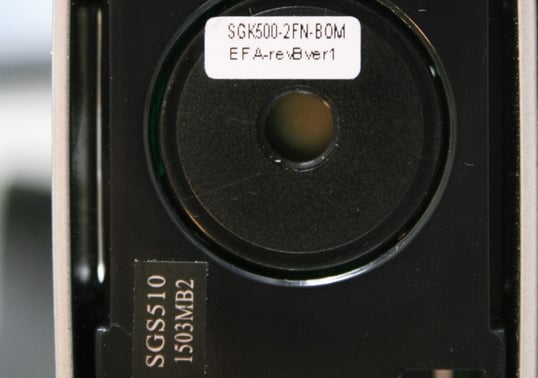 SGK500-2FN-BOM
EFA-revBver1
SGS510
1503MB2